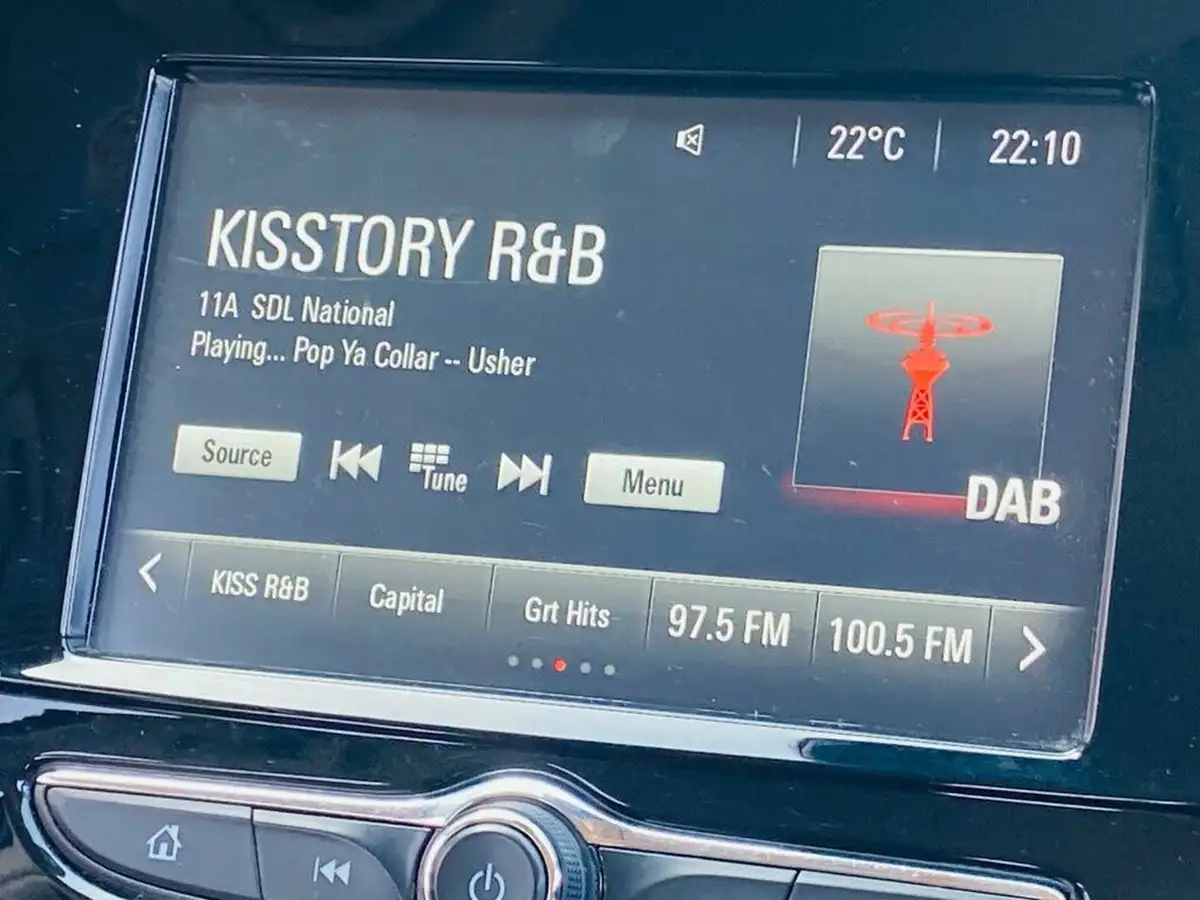 22°C
22:10
KISSTORY R&B
11A SDL National
Playing... Pop Ya Collar -- Usher
Source
Tune
Menu
DAB
KISS R&B
Capital
Grt Hits
97.5 FM
100.5 FM